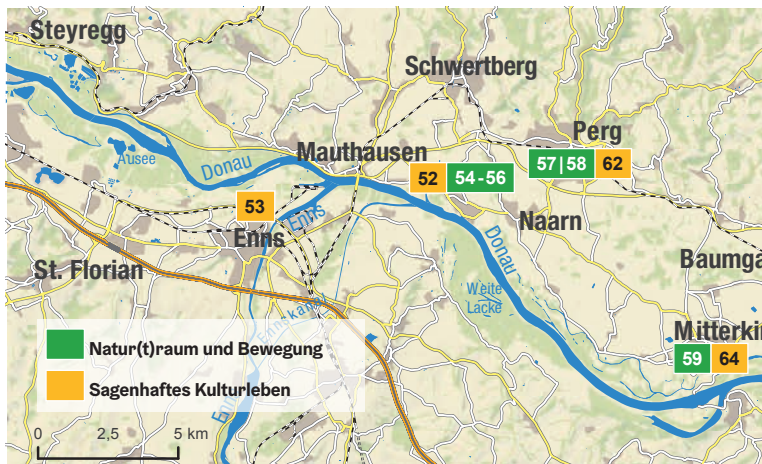 Steyregg
Schwertberg
Perg
Ausee
Donau
Mauthausen
52 54-56
57|58 62
53
Enns
Enns
Naarn
Donau
St. Florian
Baumga
Weite
Lacke
Ennskanal
Mitterkir
59 64
Natur(t)raum und Bewegung
Sagenhaftes Kulturleben
0 2,5 5 km